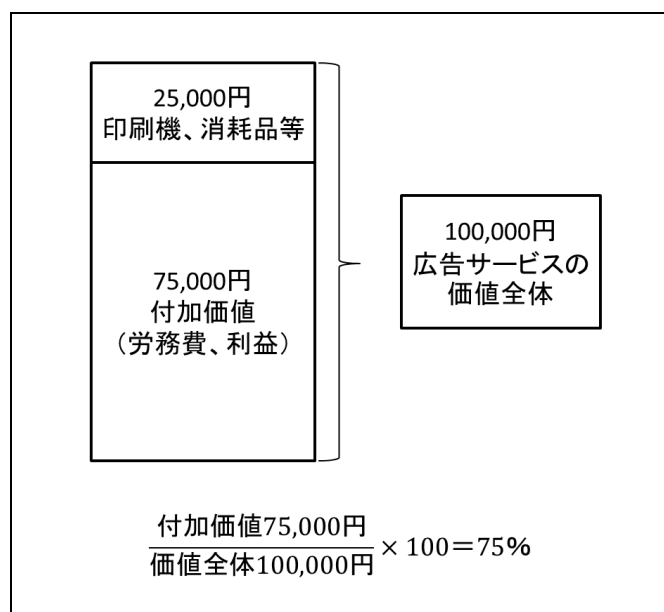 25,000円
印刷機、消耗品等
75,000円
付加価値
(労務費、利益)
100,000円
広告サービスの
価値全体
付加価値75,000円
価値全体100,000円
× 100=75%